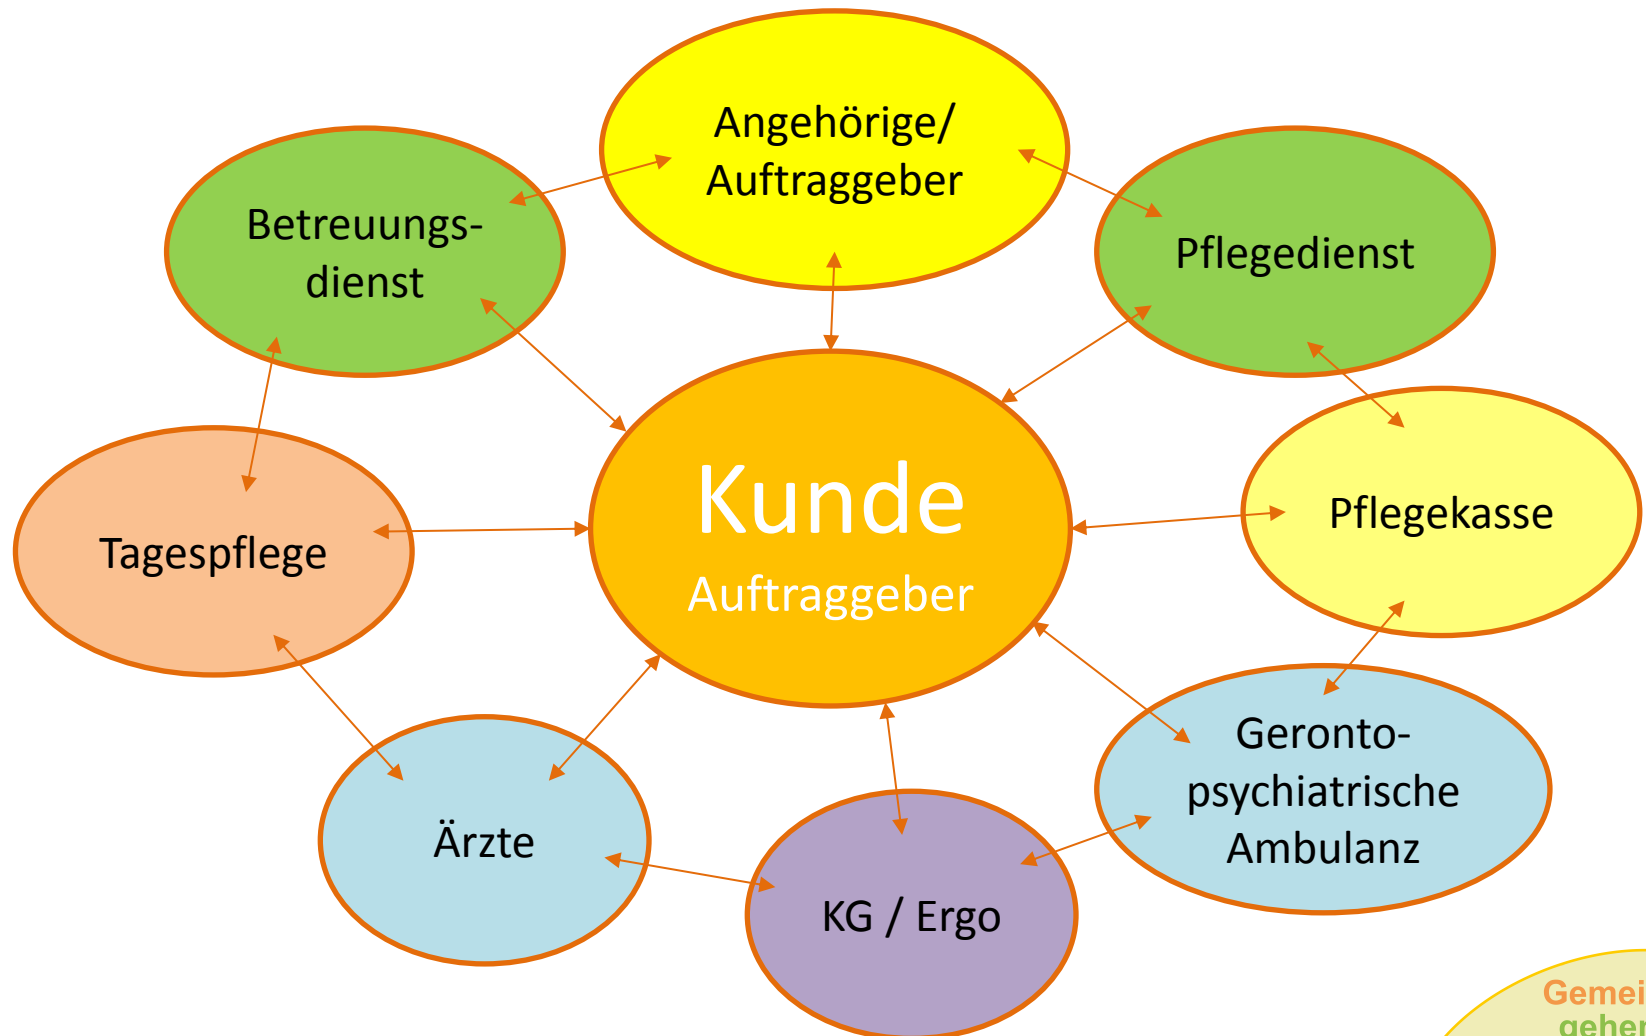 Angehörige/
Auftraggeber
Betreuungs-
dienst
Pflegedienst
Kunde
Auftraggeber
Pflegekasse
Tagespflege
Geronto-
psychiatrische
Ambulanz
Ärzte
KG / Ergo